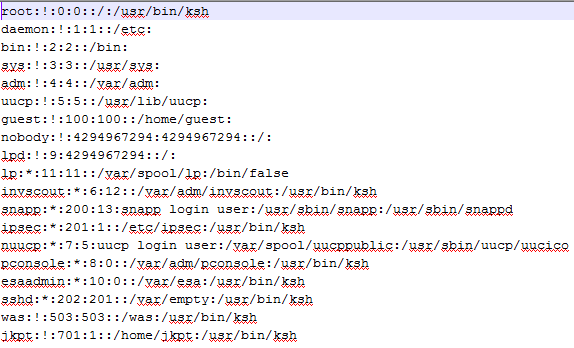 root:!:0:0::/:/usr/bin/ksh
daemon:!:1:1::/etc:
bin:!:2:2::/bin:
sys:!:3:3::/usr/sys:
adm:!:4:4::/var/adm:
uucp:!:5:5::/usr/lib/uucp:
guest:!:100:100::/home/guest:
nobody:!:4294967294:4294967294::/:
lpd:!:9:4294967294::/:
lp:*:11:11::/var/spool/lp:/bin/false
invscout:*:6:12::/var/adm/invscout:/usr/bin/ksh
snapp:*:200:13:snapp login user:/usr/sbin/snapp:/usr/sbin/snappd
ipsec:*:201:1::/etc/ipsec:/usr/bin/ksh
nuucp:*:7:5:uucp login user:/var/spool/uucppublic:/usr/sbin/uucp/uucico
pconsole:*:8:0::/var/adm/pconsole:/usr/bin/ksh
esaadmin:*:10:0::/var/esa:/usr/bin/ksh
sshd:*:202:201::/var/empty:/usr/bin/ksh
was:!:503:503::/was:/usr/bin/ksh
jkpt:!:701:1::/home/jkpt:/usr/bin/ksh